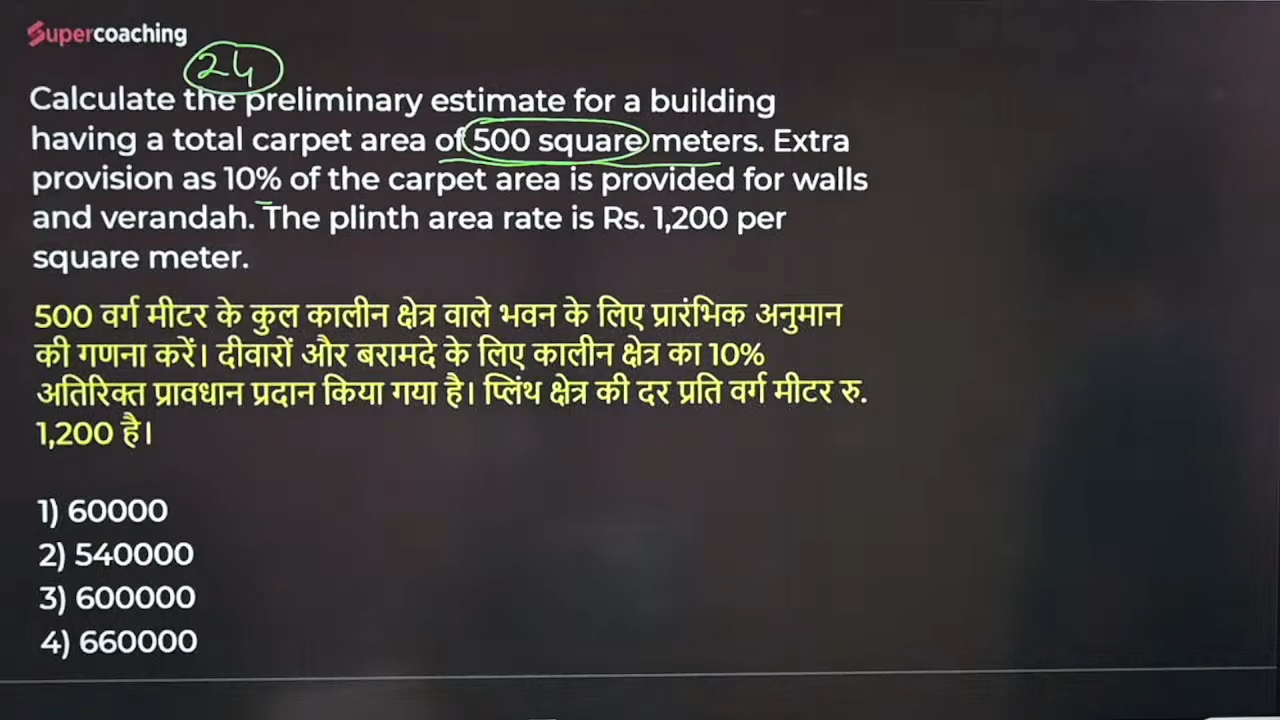 Supercoaching
24
Calculate the preliminary estimate for a building
having a total carpet area of 500 square meters. Extra
provision as 10% of the carpet area is provided for walls
and verandah. The plinth area rate is Rs. 1,200 per
square meter.
500 वर्ग मीटर के कुल कालीन क्षेत्र वाले भवन के लिए प्रारंभिक अनुमान
की गणना करें। दीवारों और बरामदे के लिए कालीन क्षेत्र का 10%
अतिरिक्त प्रावधान प्रदान किया गया है। प्लिंथ क्षेत्र की दर प्रति वर्ग मीटर रु.
1,200 है।
1) 60000
2) 540000
3) 600000
4) 660000